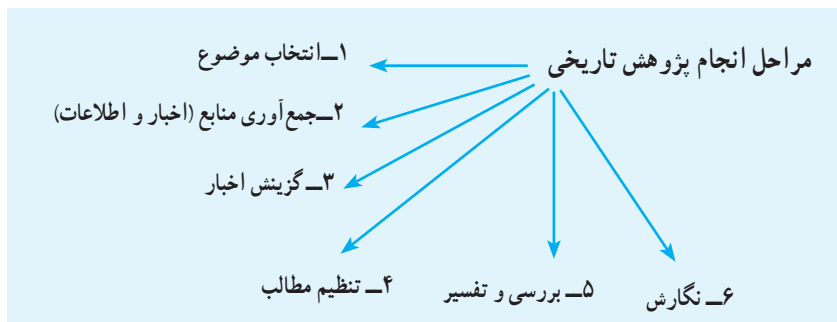 مراحل انجام پژوهش تاریخی
۱ــ انتخاب موضوع
۲ــ جمع‌آوری منابع (اخبار و اطلاعات)
۳ــ گزینش اخبار
۴ــ تنظیم مطالب
۵ــ بررسی و تفسیر
۶ــ نگارش